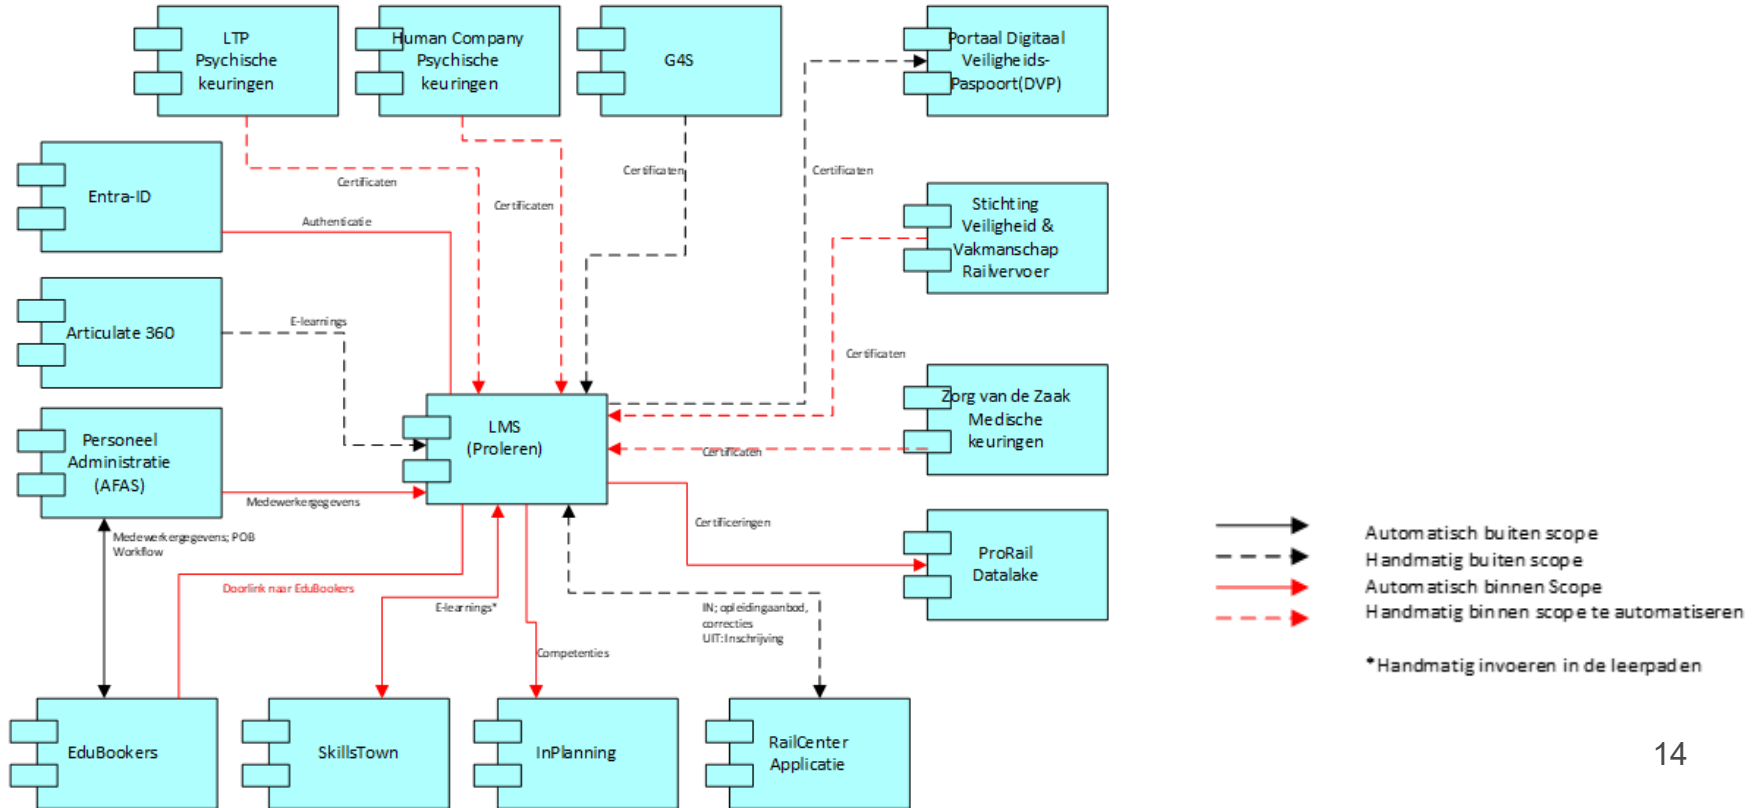 LTP
Psychische
keuringen
Human Company
Psychische
keuringen
G4S
Portaal Digitaal
Veiligheids-
Paspoort(DVP)
Certificaten
Certificaten
Certificaten
Certificaten
Entra-ID
Authenticatie
Stichting
Veiligheid &
Vakmanschap
Railvervoer
Articulate 360
E-learnings
Certificaten
Zorg van de Zaak
Medische
keuringen
LMS
(Proleren)
Certificaten
Personeel
Administratie
(AFAS)
Medewerkergegevens
Certificeringen
ProRail
Datalake
Medewerkergegevens; POB
Workflow
Doorlink naar EduBookers
E-learnings*
IN; opleidingaanbod,
correcties
UIT: Inschrijving
Competenties
EduBookers
SkillsTown
InPlanning
RailCenter
Applicatie
Automatisch buiten scope
Handmatig buiten scope
Automatisch binnen Scope
Handmatig binnen scope te automatiseren
*Handmatig invoeren in de leerpaden
14